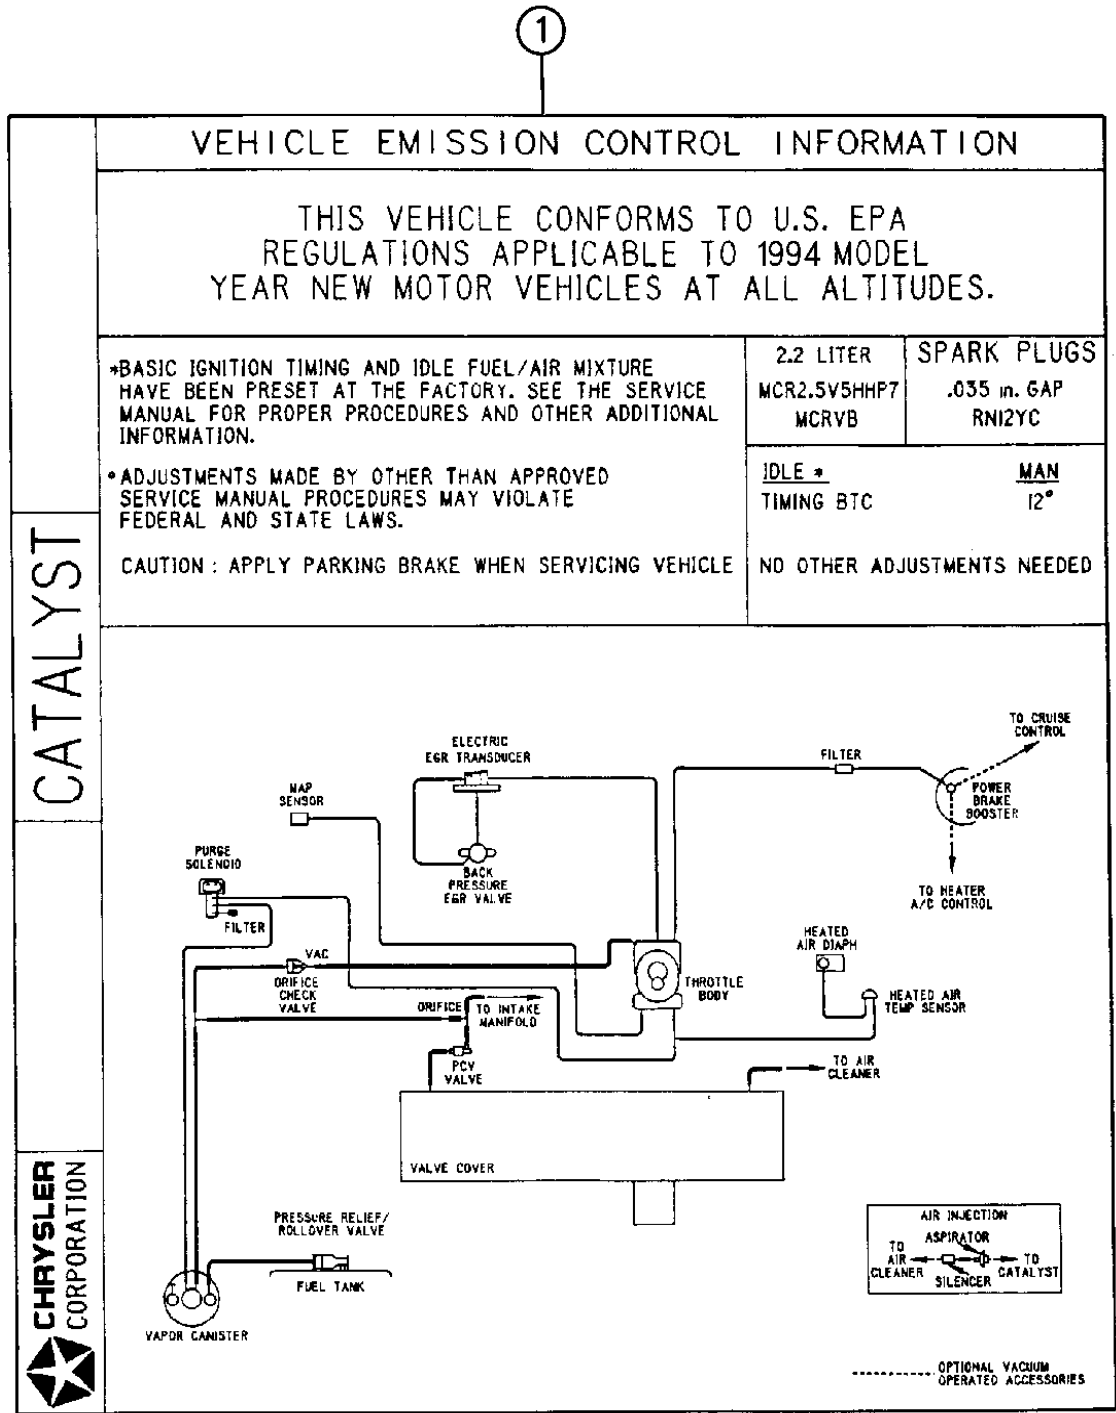 1
VEHICLE EMISSION CONTROL INFORMATION
THIS VEHICLE CONFORMS TO U.S. EPA
REGULATIONS APPLICABLE TO 1994 MODEL
YEAR NEW MOTOR VEHICLES AT ALL ALTITUDES.
*BASIC IGNITION TIMING AND IDLE FUEL/AIR MIXTURE
HAVE BEEN PRESET AT THE FACTORY. SEE THE SERVICE
MANUAL FOR PROPER PROCEDURES AND OTHER ADDITIONAL
INFORMATION.
•ADJUSTMENTS MADE BY OTHER THAN APPROVED
SERVICE MANUAL PROCEDURES MAY VIOLATE
FEDERAL AND STATE LAWS.
CAUTION : APPLY PARKING BRAKE WHEN SERVICING VEHICLE
2.2 LITER
MCR2.5V5HHP7
MCRVB
SPARK PLUGS
.035 in. GAP
RN12YC
IDLE * MAN
TIMING BTC 12°
NO OTHER ADJUSTMENTS NEEDED
CATALYST
CHRYSLER
CORPORATION
TO CRUISE
CONTROL
ELECTRIC
EGR TRANSDUCER
FILTER
MAP
SENSOR
POWER
BRAKE
BOOSTER
PURGE
SOLENOID
BACK
PRESSURE
EGR VALVE
TO HEATER
A/C CONTROL
FILTER
HEATED
AIR DIAPH
VAC
ORIFICE
CHECK
VALVE
THROTTLE
BODY
ORIFICE
TO INTAKE
MANIFOLD
HEATED AIR
TEMP SENSOR
PCV
VALVE
TO AIR
CLEANER
VALVE COVER
PRESSURE RELIEF/
ROLLOVER VALVE
FUEL TANK
VAPOR CANISTER
AIR INJECTION
ASPIRATOR
TO
AIR
CLEANER
SILENCER
TO
CATALYST
OPTIONAL VACUUM
OPERATED ACCESSORIES